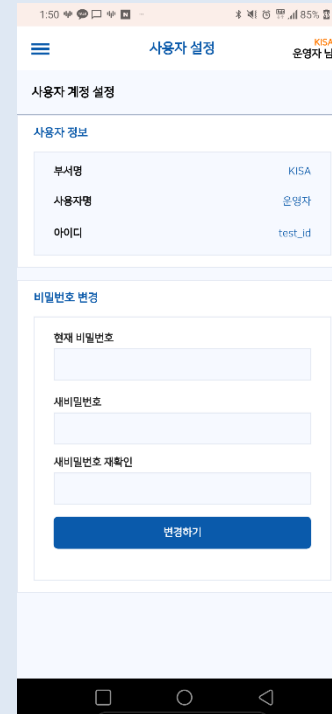 1:50
85%
사용자 설정
KISA
운영자 님
사용자 계정 설정
사용자 정보
부서명 KISA
사용자명 운영자
아이디 test_id
비밀번호 변경
현재 비밀번호
새비밀번호
새비밀번호 재확인
변경하기